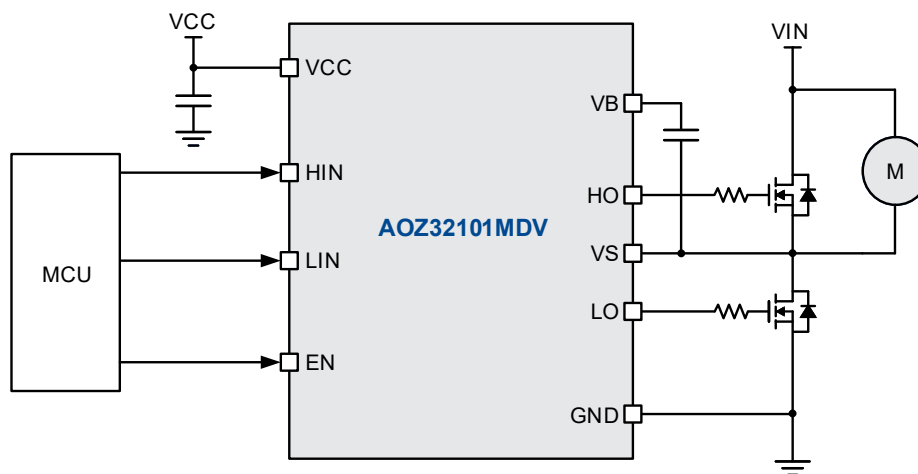 VCC
VIN
VCC
VB
HIN
M
HO
AOZ32101MDV
VS
LIN
MCU
LO
EN
GND